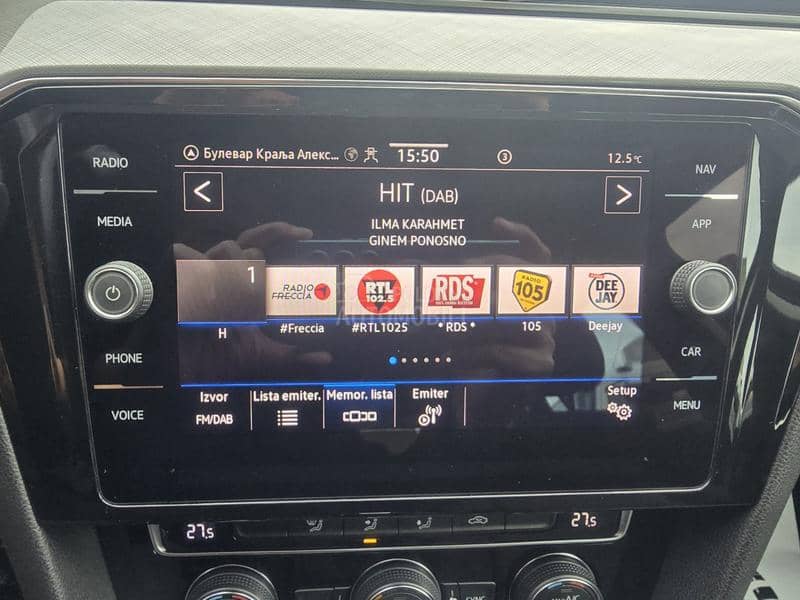 RADIO
MEDIA
PHONE
VOICE
Булевар Краља Алекс...
15:50
3
12.5°C
NAV
APP
CAR
MENU
<
HIT (DAB)
>
ILMA KARAHMET
GINEM PONOSNO
1
RADIO
FRECCIA
RTL
102.5
RDS
RADIO
105
DEE
JAY
H
#Freccia
#RTL1025
*RDS*
105
Deejay
Izvor
FM/DAB
Lista emiter.
Memor. lista
Emiter
Setup
27.5
27.5
SYNC
A/C